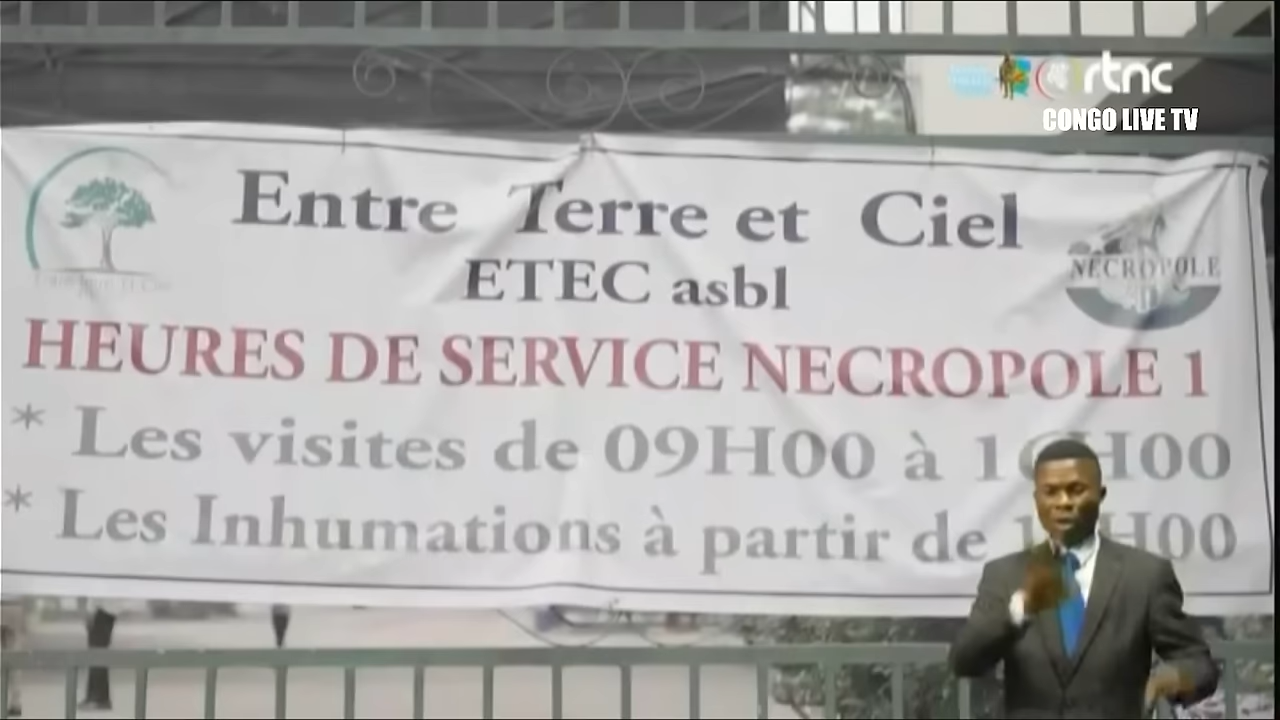 rtnc
CONGO LIVE TV
Entre Terre et Ciel
ETEC asbl
NECROPOLE
HEURES DE SERVICE NECROPOLE 1
* Les visites de 09H00 à
* Les Inhumations à partir de